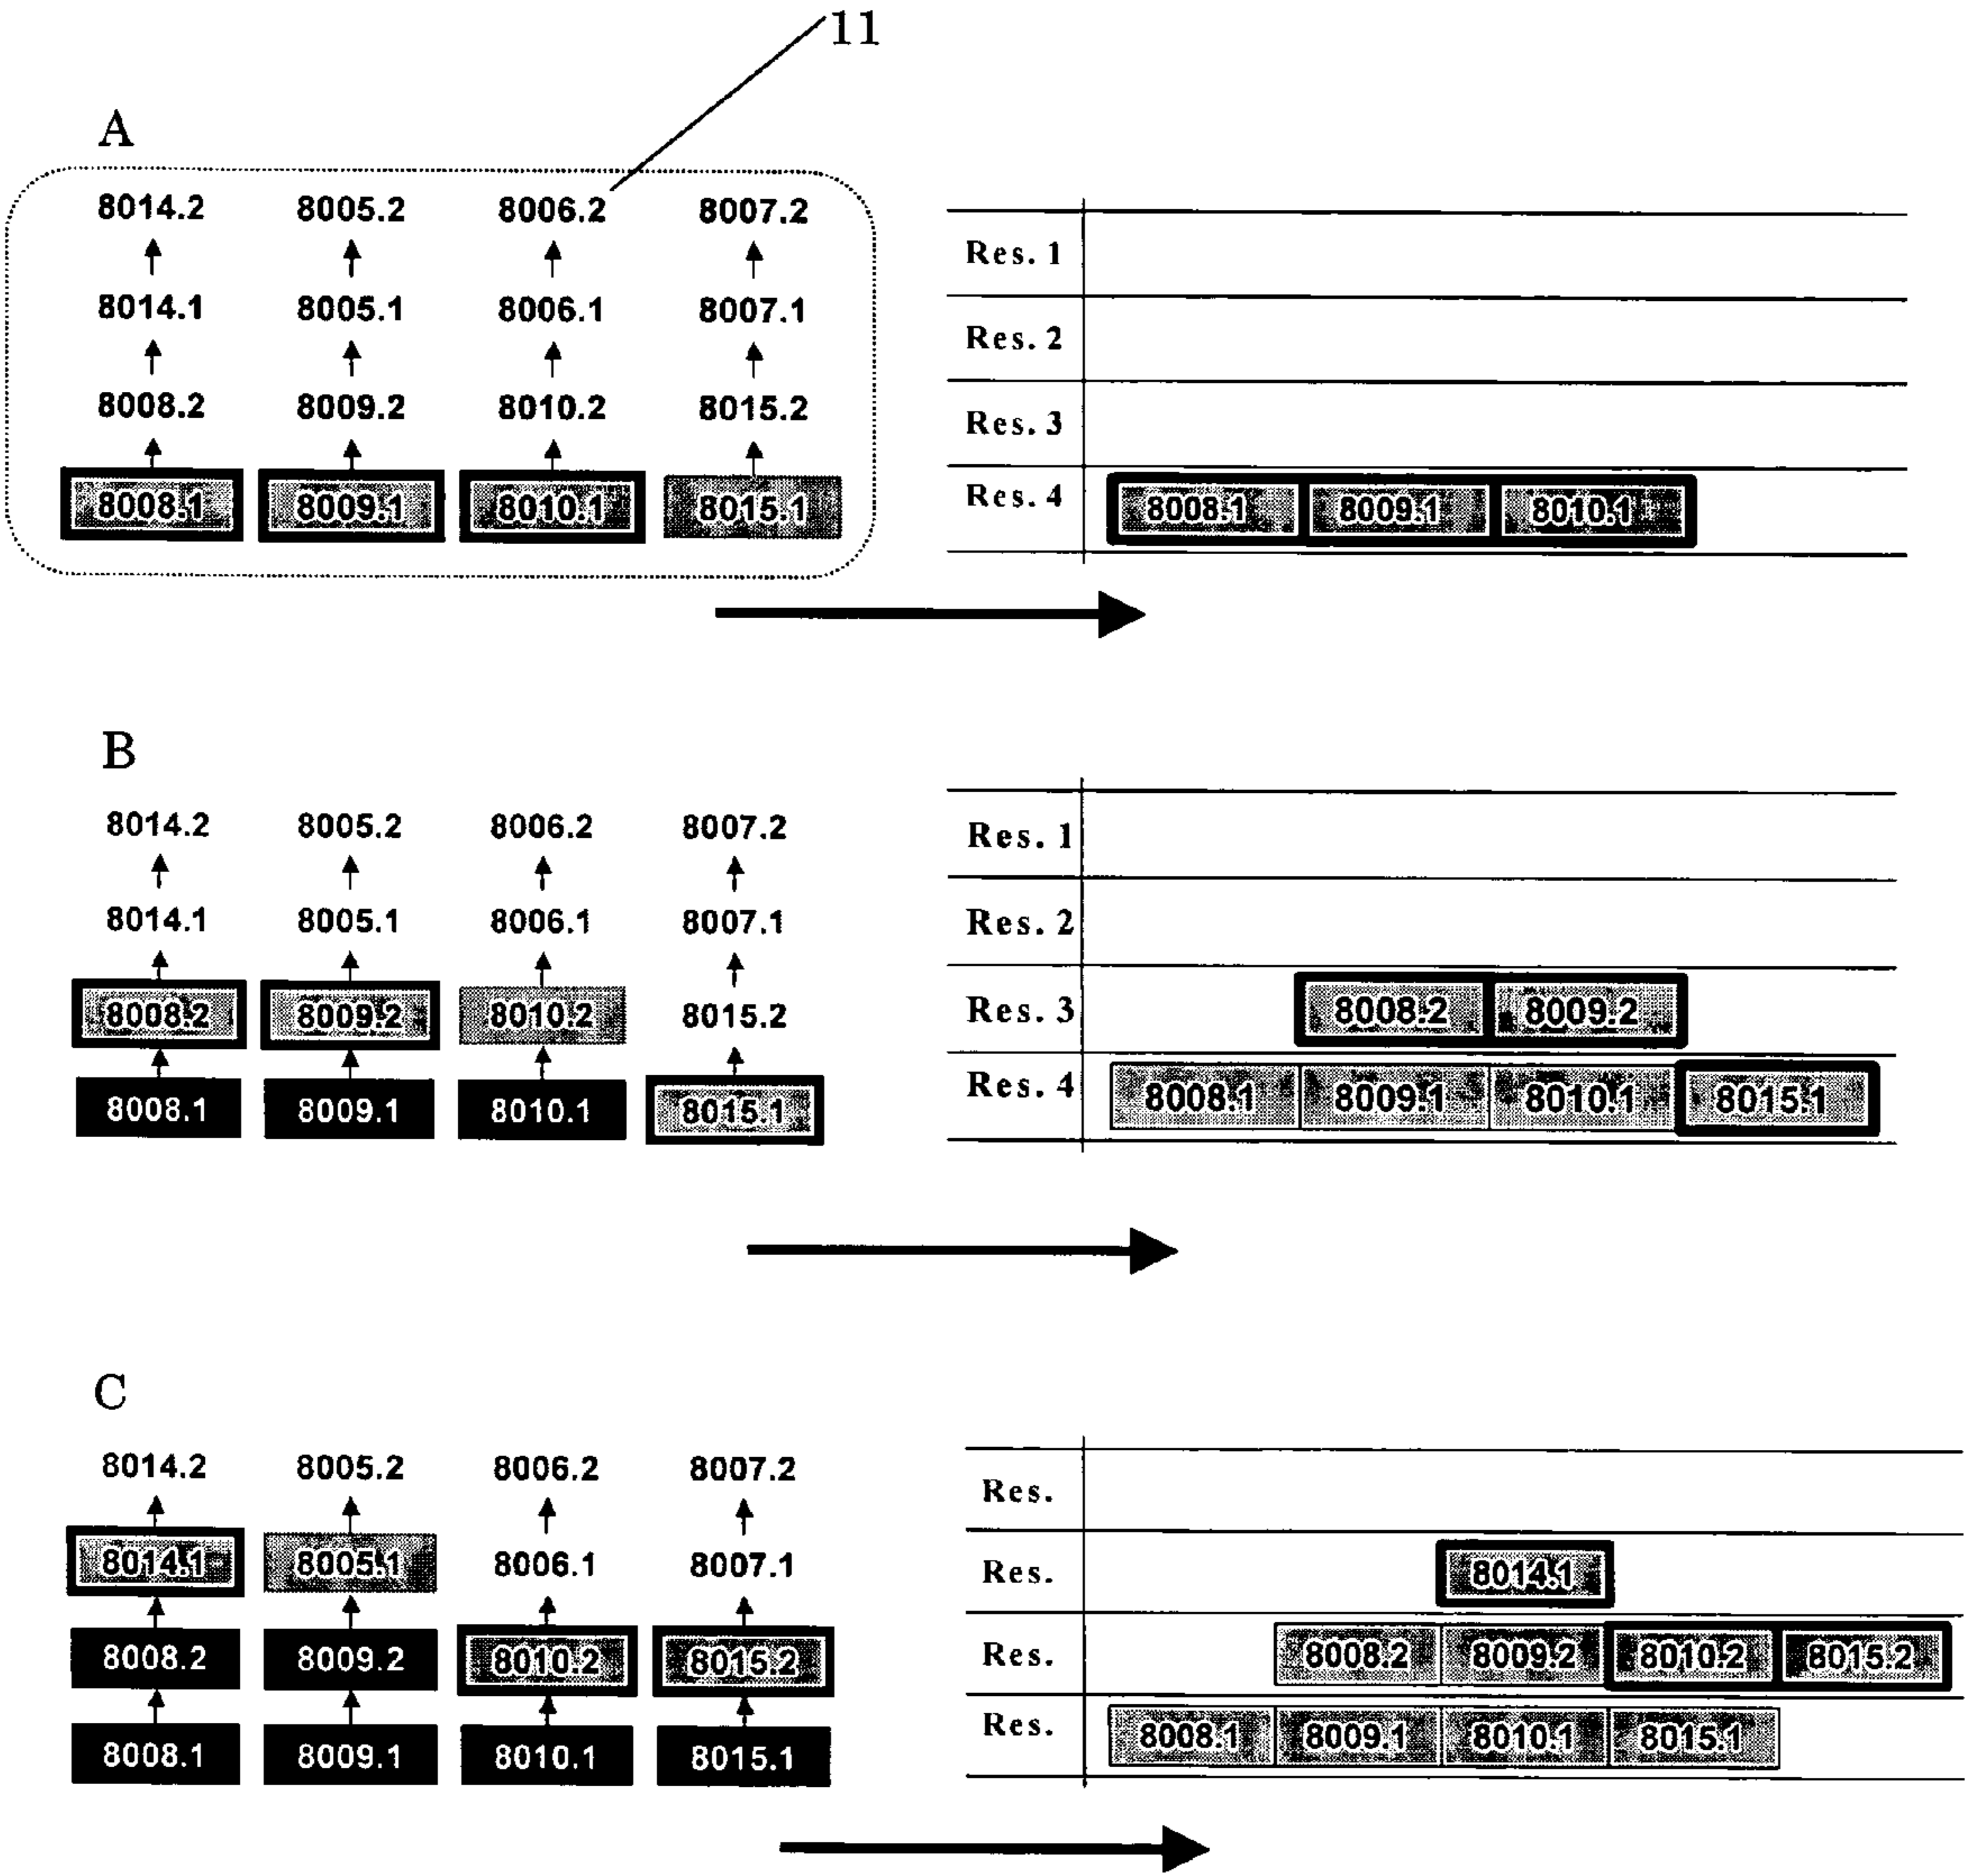 11
A
8014.2 8005.2 8006.2 8007.2
8014.1 8005.1 8006.1 8007.1
8008.2 8009.2 8010.2 8015.2
8008.1 8009.1 8010.1 8015.1
Res. 1
Res. 2
Res. 3
Res. 4 8008.1 8009.1 8010.1
B
8014.2 8005.2 8006.2 8007.2
8014.1 8005.1 8006.1 8007.1
8008.2 8009.2 8010.2 8015.2
8008.1 8009.1 8010.1 8015.1
Res. 1
Res. 2
Res. 3 8008.2 8009.2
Res. 4 8008.1 8009.1 8010.1 8015.1
C
8014.2 8005.2 8006.2 8007.2
8014.1 8005.1 8006.1 8007.1
8008.2 8009.2 8010.2 8015.2
8008.1 8009.1 8010.1 8015.1
Res.
Res. 8014.1
Res. 8008.2 8009.2 8010.2 8015.2
Res. 8008.1 8009.1 8010.1 8015.1